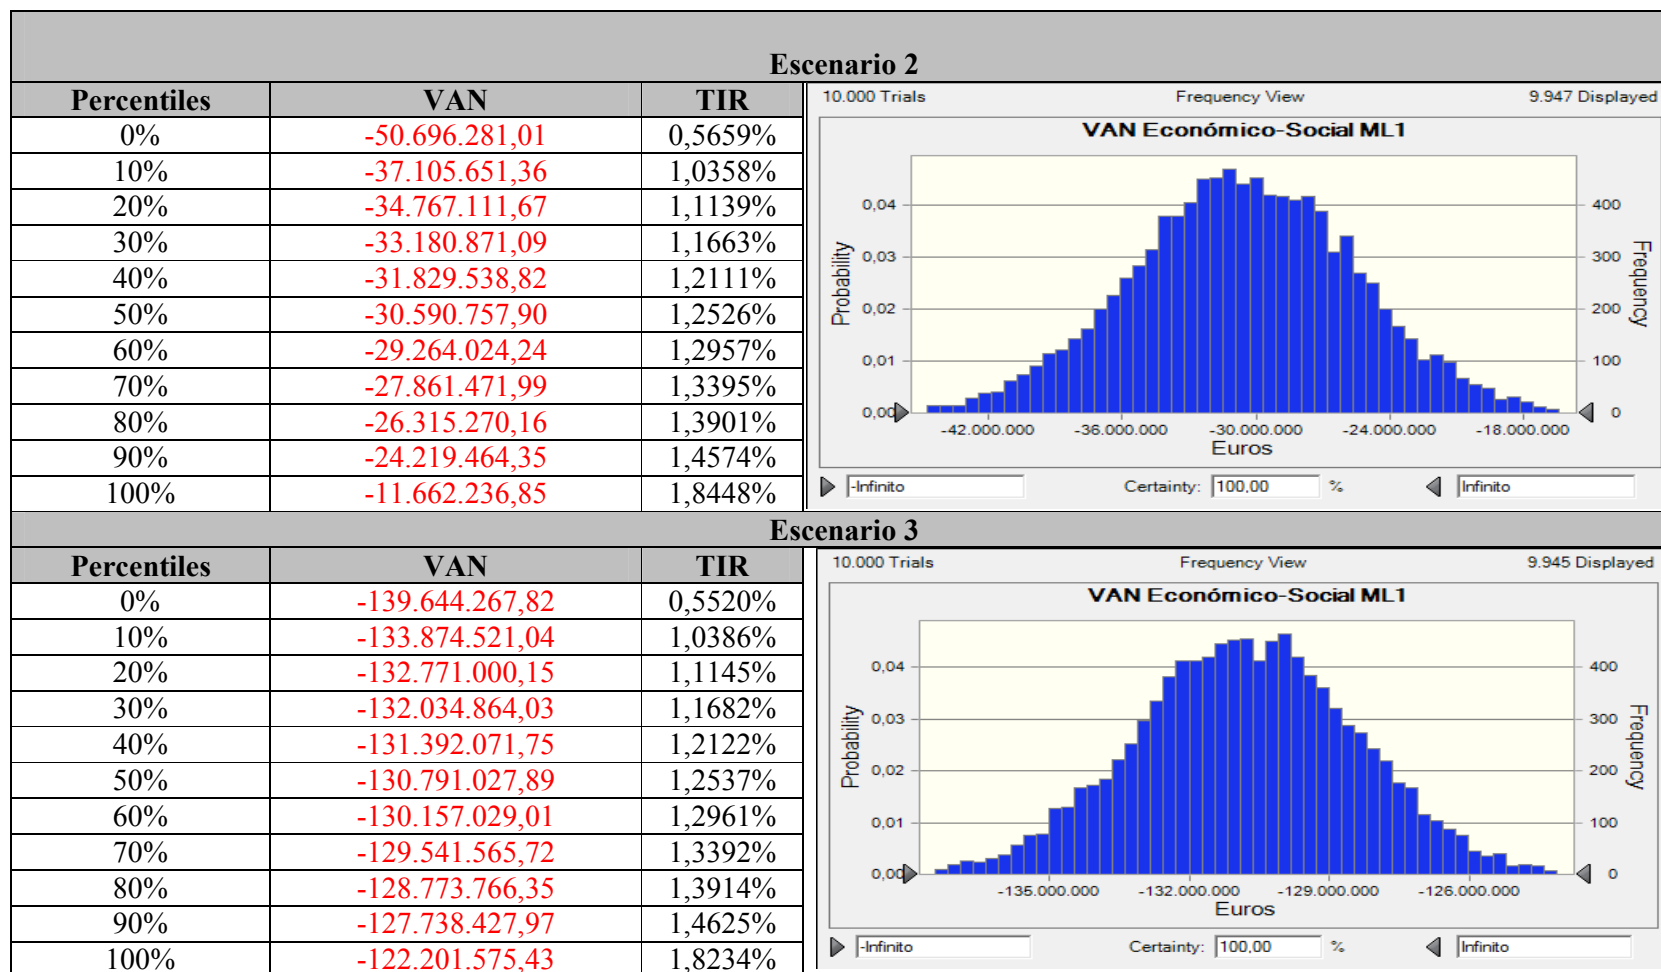 Escenario 2
Percentiles VAN TIR
0% -50.696.281,01 0,5659%
10% -37.105.651,36 1,0358%
20% -34.767.111,67 1,1139%
30% -33.180.871,09 1,1663%
40% -31.829.538,82 1,2111%
50% -30.590.757,90 1,2526%
60% -29.264.024,24 1,2957%
70% -27.861.471,99 1,3395%
80% -26.315.270,16 1,3901%
90% -24.219.464,35 1,4574%
100% -11.662.236,85 1,8448%
10.000 Trials Frequency View 9.947 Displayed
VAN Económico-Social ML1
Probability
0,04
0,03
0,02
0,01
0,00
400
300
200
100
0
Frequency
-42.000.000 -36.000.000 -30.000.000 -24.000.000 -18.000.000
Euros
-Infinito Certainty: 100,00 % Infinito
Escenario 3
Percentiles VAN TIR
0% -139.644.267,82 0,5520%
10% -133.874.521,04 1,0386%
20% -132.771.000,15 1,1145%
30% -132.034.864,03 1,1682%
40% -131.392.071,75 1,2122%
50% -130.791.027,89 1,2537%
60% -130.157.029,01 1,2961%
70% -129.541.565,72 1,3392%
80% -128.773.766,35 1,3914%
90% -127.738.427,97 1,4625%
100% -122.201.575,43 1,8234%
10.000 Trials Frequency View 9.945 Displayed
VAN Económico-Social ML1
Probability
0,04
0,03
0,02
0,01
0,00
400
300
200
100
0
Frequency
-135.000.000 -132.000.000 -129.000.000 -126.000.000
Euros
-Infinito Certainty: 100,00 % Infinito